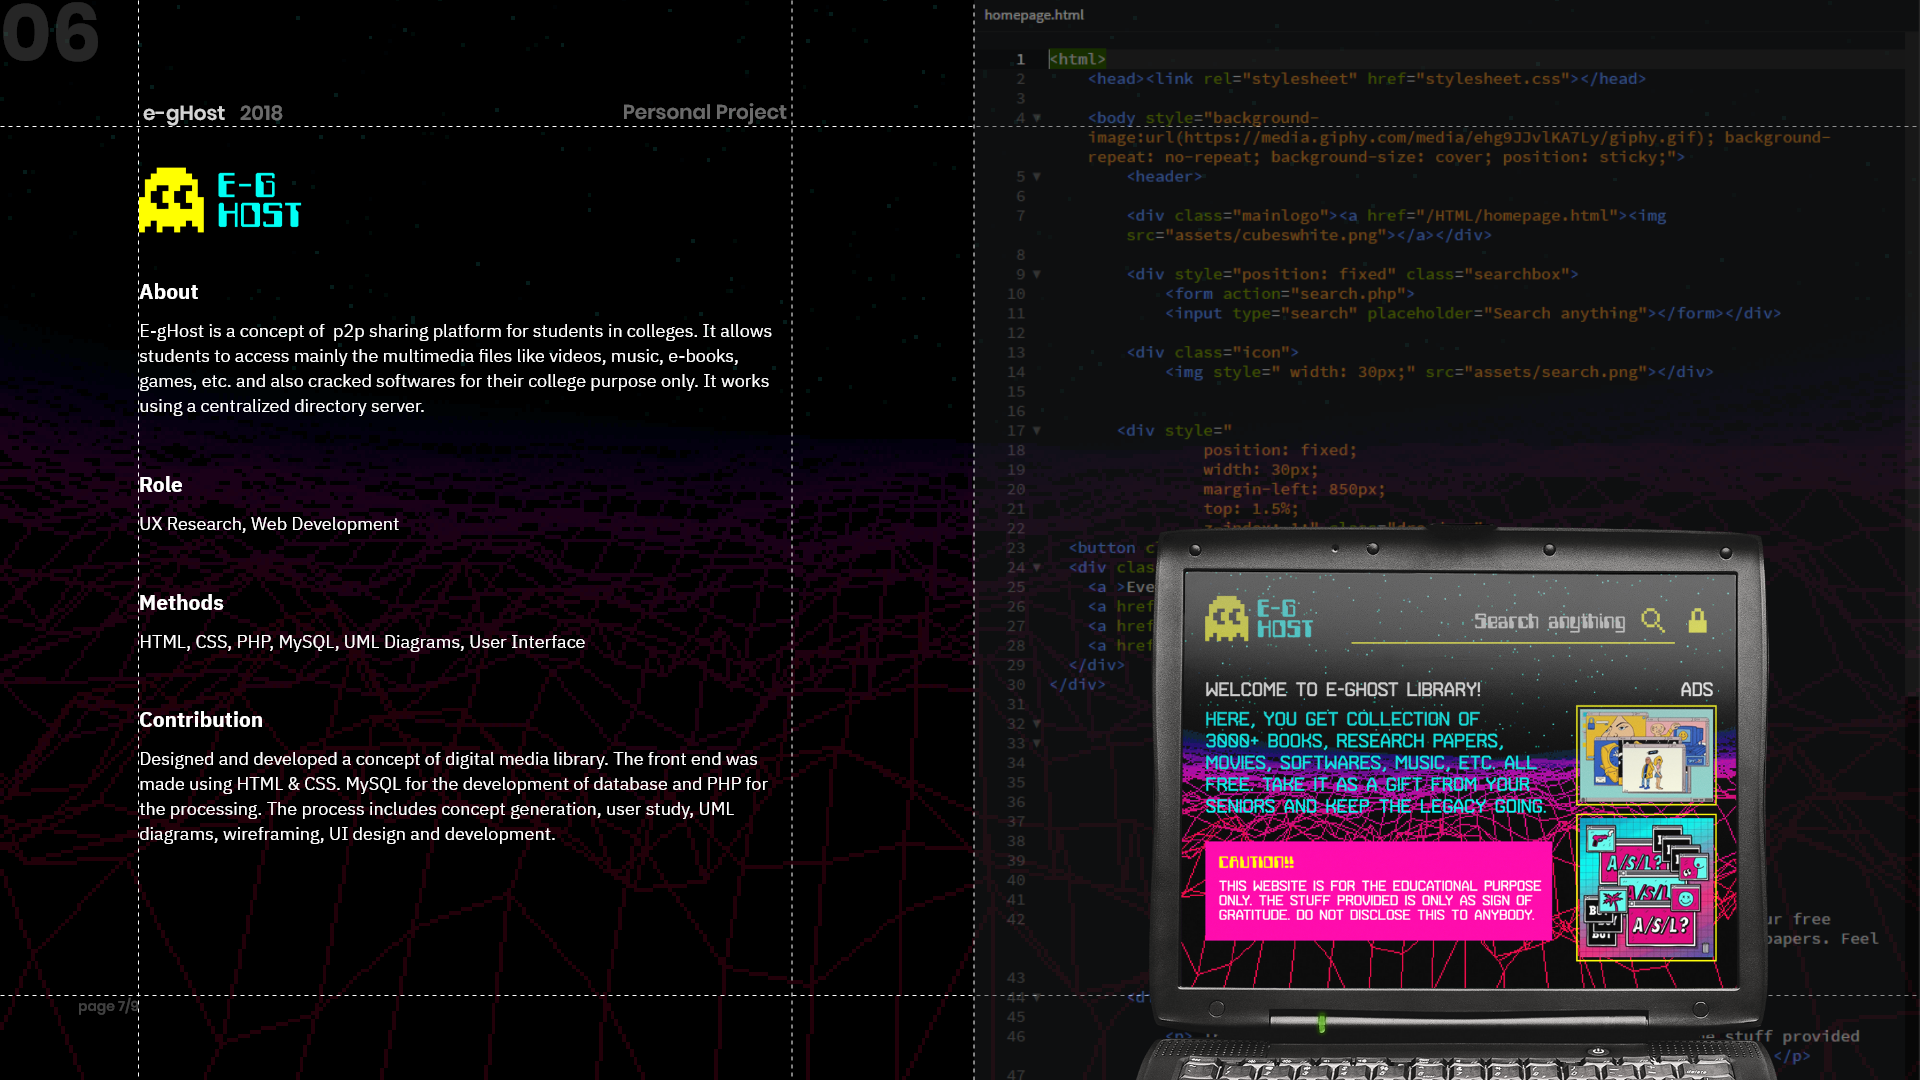 06
e-gHost 2018
Personal Project
E-G
HOST
About
E-gHost is a concept of p2p sharing platform for students in colleges. It allows
students to access mainly the multimedia files like videos, music, e-books,
games, etc. and also cracked softwares for their college purpose only. It works
using a centralized directory server.
Role
UX Research, Web Development
Methods
HTML, CSS, PHP, MySQL, UML Diagrams, User Interface
Contribution
Designed and developed a concept of digital media library. The front end was
made using HTML & CSS. MySQL for the development of database and PHP for
the processing. The process includes concept generation, user study, UML
diagrams, wireframing, UI design and development.
page 7/9
homepage.html
1 <html>
2 <head><link rel="stylesheet" href="stylesheet.css"></head>
3
4 <body style="background-
image:url(https://media.giphy.com/media/ehg9JJvlKA7Ly/giphy.gif); background-
repeat: no-repeat; background-size: cover; position: sticky;">
5 <header>
6
7 <div class="mainlogo"><a href="/HTML/homepage.html"><img
src="assets/cubeswhite.png"></a></div>
8
9 <div style="position: fixed" class="searchbox">
10 <form action="search.php">
11 <input type="search" placeholder="Search anything"></form></div>
12
13 <div class="icon">
14 <img style=" width: 30px;" src="assets/search.png"></div>
15
16
17 <div style="
18 position: fixed;
19 width: 30px;
20 margin-left: 850px;
21 top: 1.5%;
22
23 <button c
24 <div clas
25 <a >Eve
26 <a href
27 <a href
28 <a href
29 </div>
30 </div>
31
32
33
34
35
36
37
38
39
40
41
42 ur free
apers. Feel
43
44 <d
45
46 <p> stuff provided
</p>
47
E-G
HOST
Search anything
WELCOME TO E-GHOST LIBRARY!
HERE, YOU GET COLLECTION OF
3000+ BOOKS, RESEARCH PAPERS,
MOVIES, SOFTWARES, MUSIC, ETC. ALL
FREE. TAKE IT AS A GIFT FROM YOUR
SENIORS AND KEEP THE LEGACY GOING.
CAUTION!!
THIS WEBSITE IS FOR THE EDUCATIONAL PURPOSE
ONLY. THE STUFF PROVIDED IS ONLY AS SIGN OF
GRATITUDE. DO NOT DISCLOSE THIS TO ANYBODY.
ADS
A/S/L?
A/S/L
A/S/L?
BUY